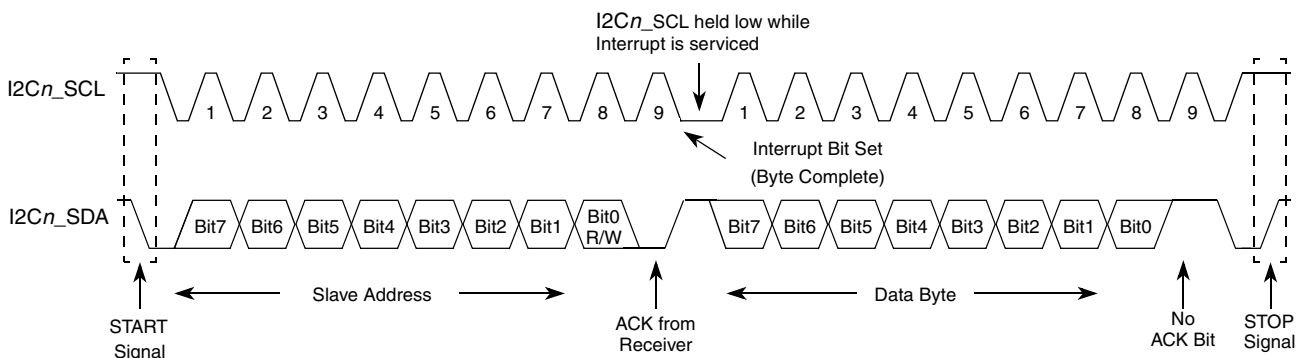 I2Cn_SCL held low while
Interrupt is serviced
I2Cn_SCL
1 2 3 4 5 6 7 8 9 1 2 3 4 5 6 7 8 9
Interrupt Bit Set
(Byte Complete)
I2Cn_SDA
Bit7 Bit6 Bit5 Bit4 Bit3 Bit2 Bit1 Bit0 Bit7 Bit6 Bit5 Bit4 Bit3 Bit2 Bit1 Bit0
R/W
Slave Address
Data Byte
START
Signal
ACK from
Receiver
No
ACK Bit
STOP
Signal